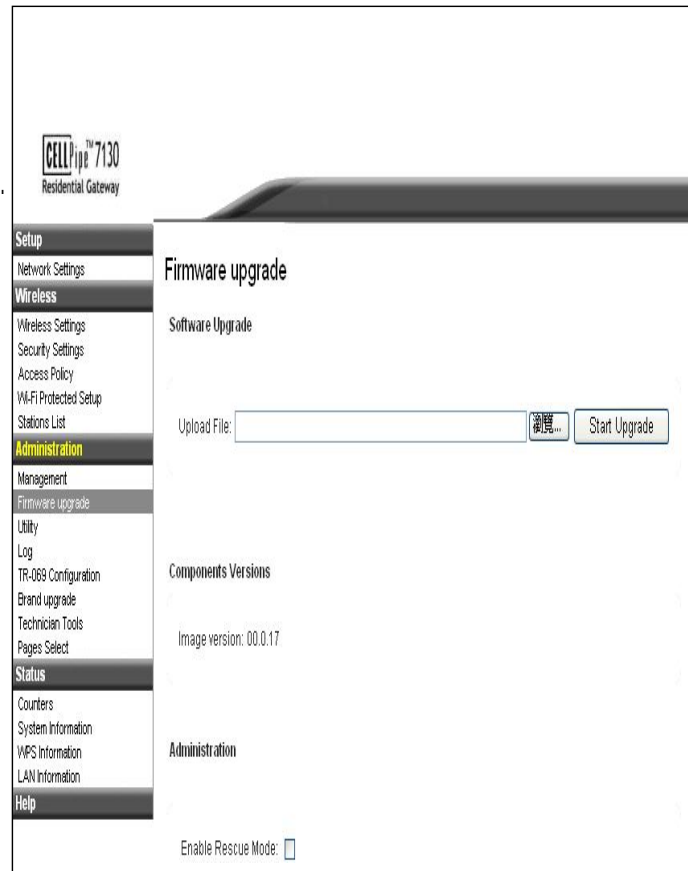 CELLPipe™ 7130
Residential Gateway
Setup
Network Settings
Wireless
Wireless Settings
Security Settings
Access Policy
Wi-Fi Protected Setup
Stations List
Administration
Management
Firmware upgrade
Utility
Log
TR-069 Configuration
Brand upgrade
Technician Tools
Pages Select
Status
Counters
System Information
WPS Information
LAN Information
Help
Firmware upgrade
Software Upgrade
Upload File: 瀏覽... Start Upgrade
Components Versions
Image version: 00.0.17
Administration
Enable Rescue Mode: